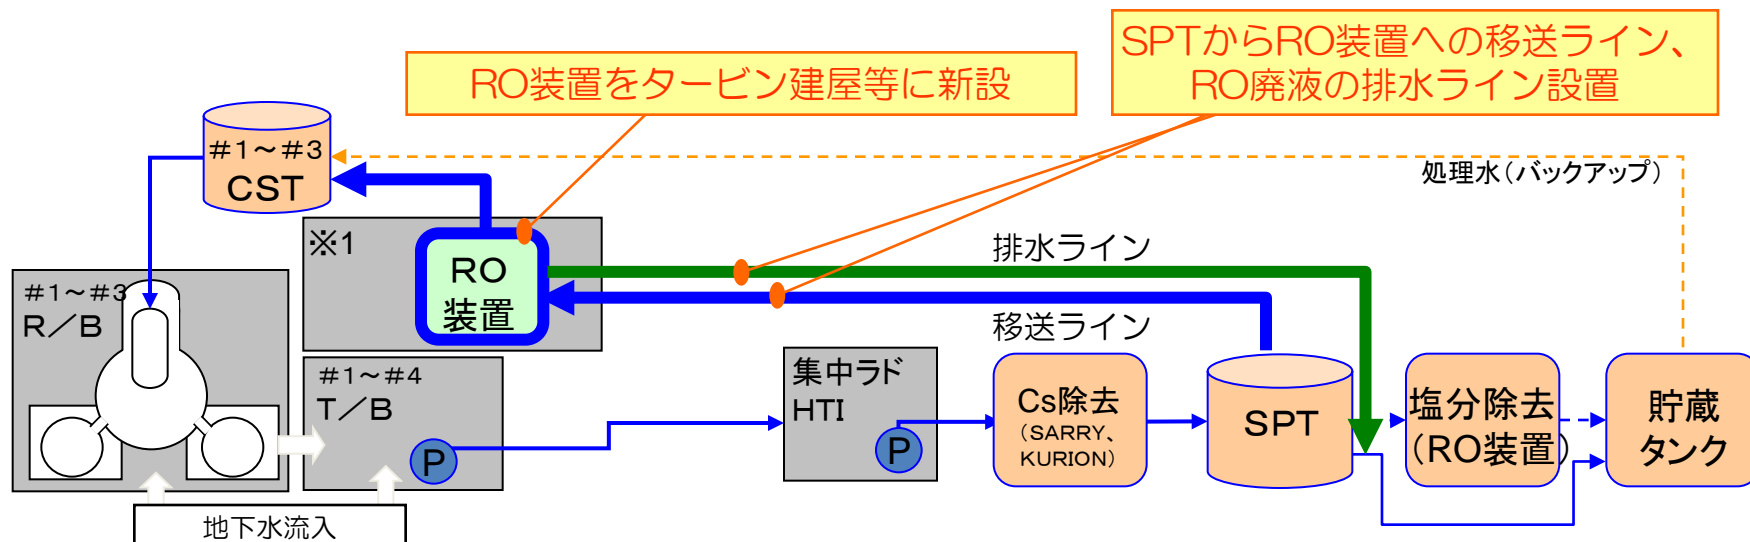 RO装置をタービン建屋等に新設
SPTからRO装置への移送ライン、
RO廃液の排水ライン設置
#1～#3
CST
処理水(バックアップ)
※1
RO
装置
排水ライン
移送ライン
#1～#3
R／B
#1～#4
T／B
P
集中ラド
HTI
P
Cs除去
(SARRY、
KURION)
SPT
塩分除去
(RO装置)
貯蔵
タンク
地下水流入